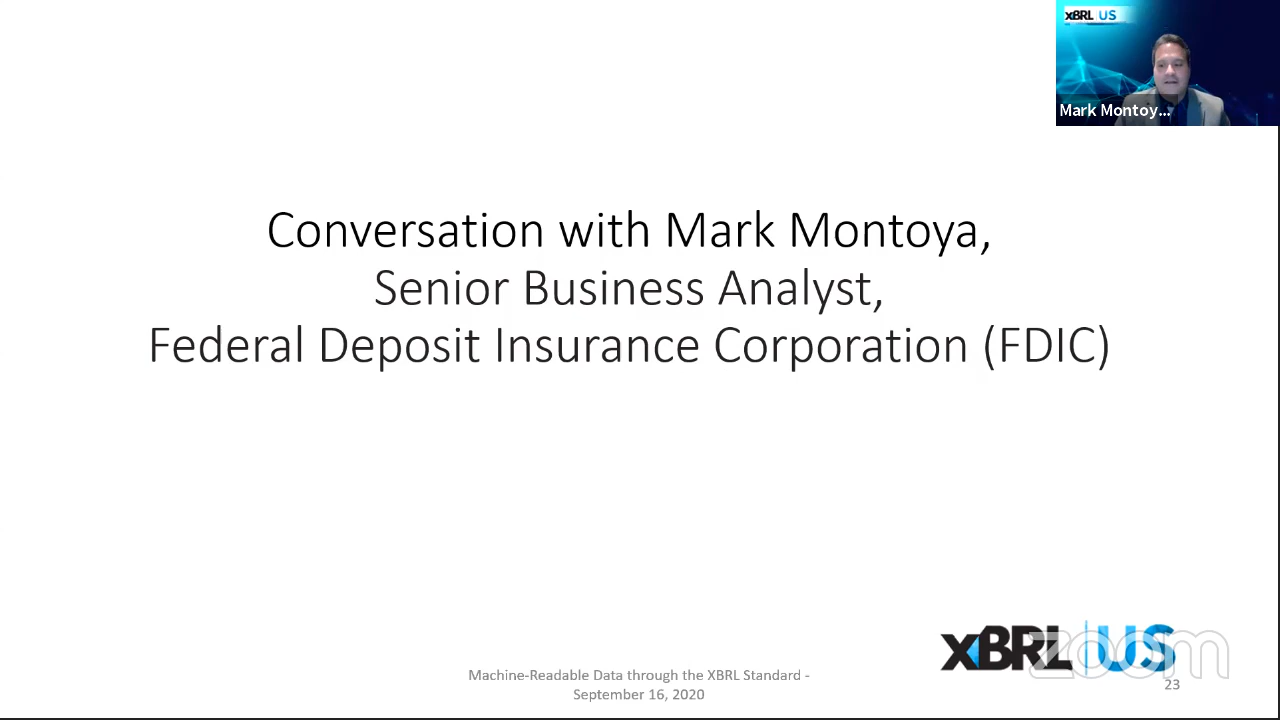 XBRL US
Mark Montoy...
Conversation with Mark Montoya,
Senior Business Analyst,
Federal Deposit Insurance Corporation (FDIC)
XBRL US
zoom
Machine-Readable Data through the XBRL Standard -
September 16, 2020
23